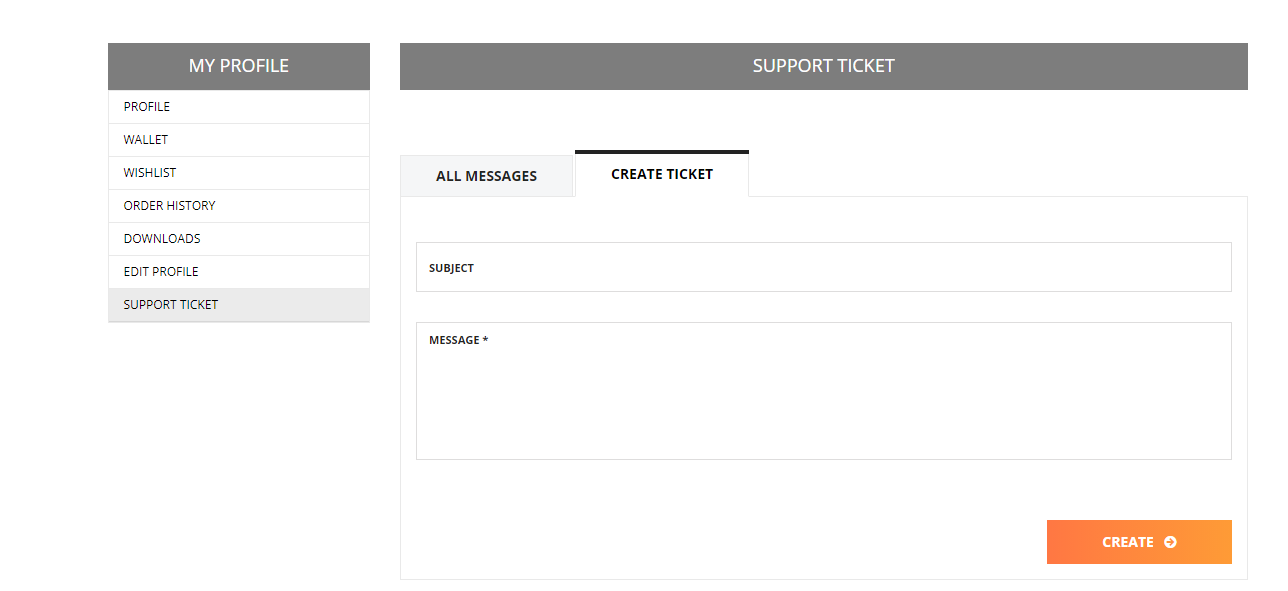 MY PROFILE
PROFILE
WALLET
WISHLIST
ORDER HISTORY
DOWNLOADS
EDIT PROFILE
SUPPORT TICKET
SUPPORT TICKET
ALL MESSAGES
CREATE TICKET
SUBJECT
MESSAGE *
CREATE